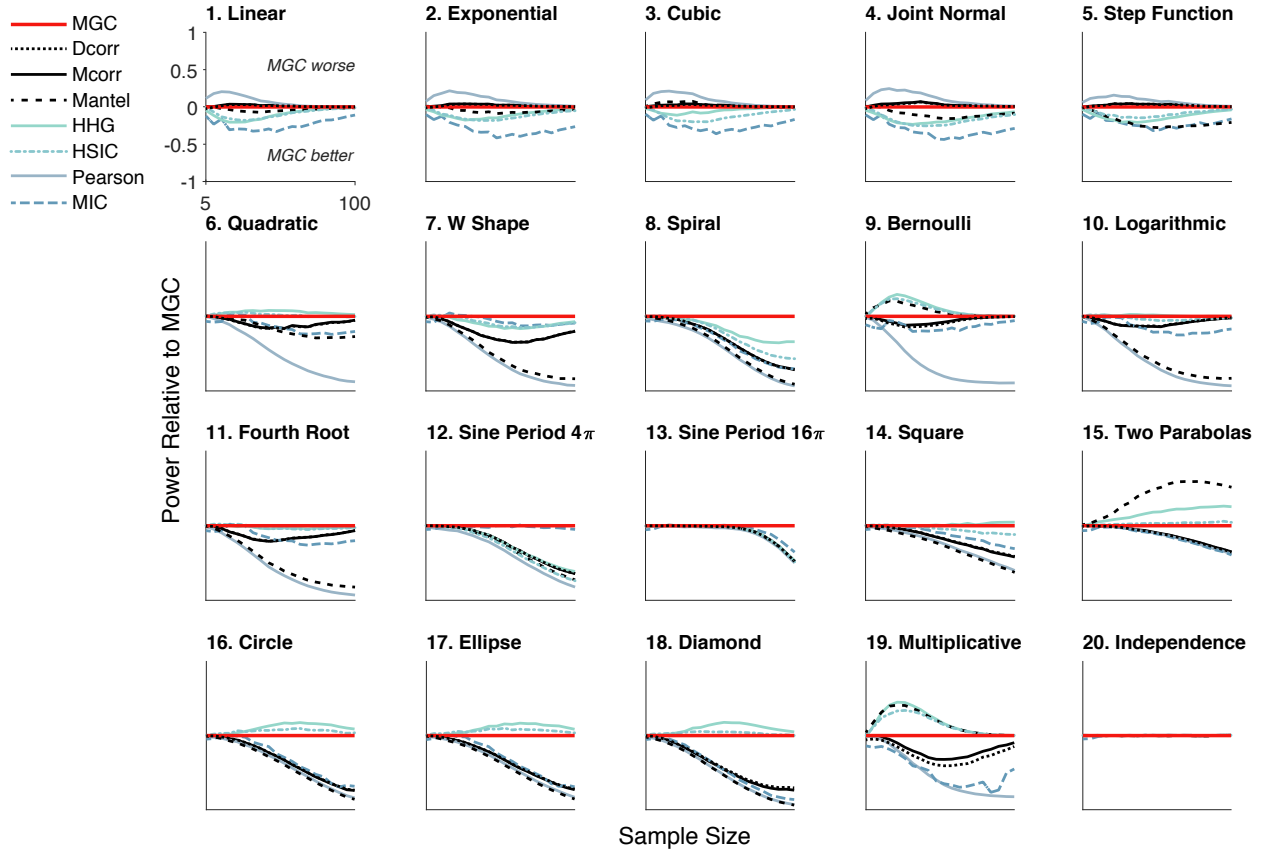 MGC
Dcorr
Mcorr
Mantel
HHG
HSIC
Pearson
MIC
1. Linear
2. Exponential
3. Cubic
4. Joint Normal
5. Step Function
1
0.5
0
-0.5
-1
MGC worse
MGC better
5
100
6. Quadratic
7. W Shape
8. Spiral
9. Bernoulli
10. Logarithmic
Power Relative to MGC
11. Fourth Root
12. Sine Period 4π
13. Sine Period 16π
14. Square
15. Two Parabolas
16. Circle
17. Ellipse
18. Diamond
19. Multiplicative
20. Independence
Sample Size